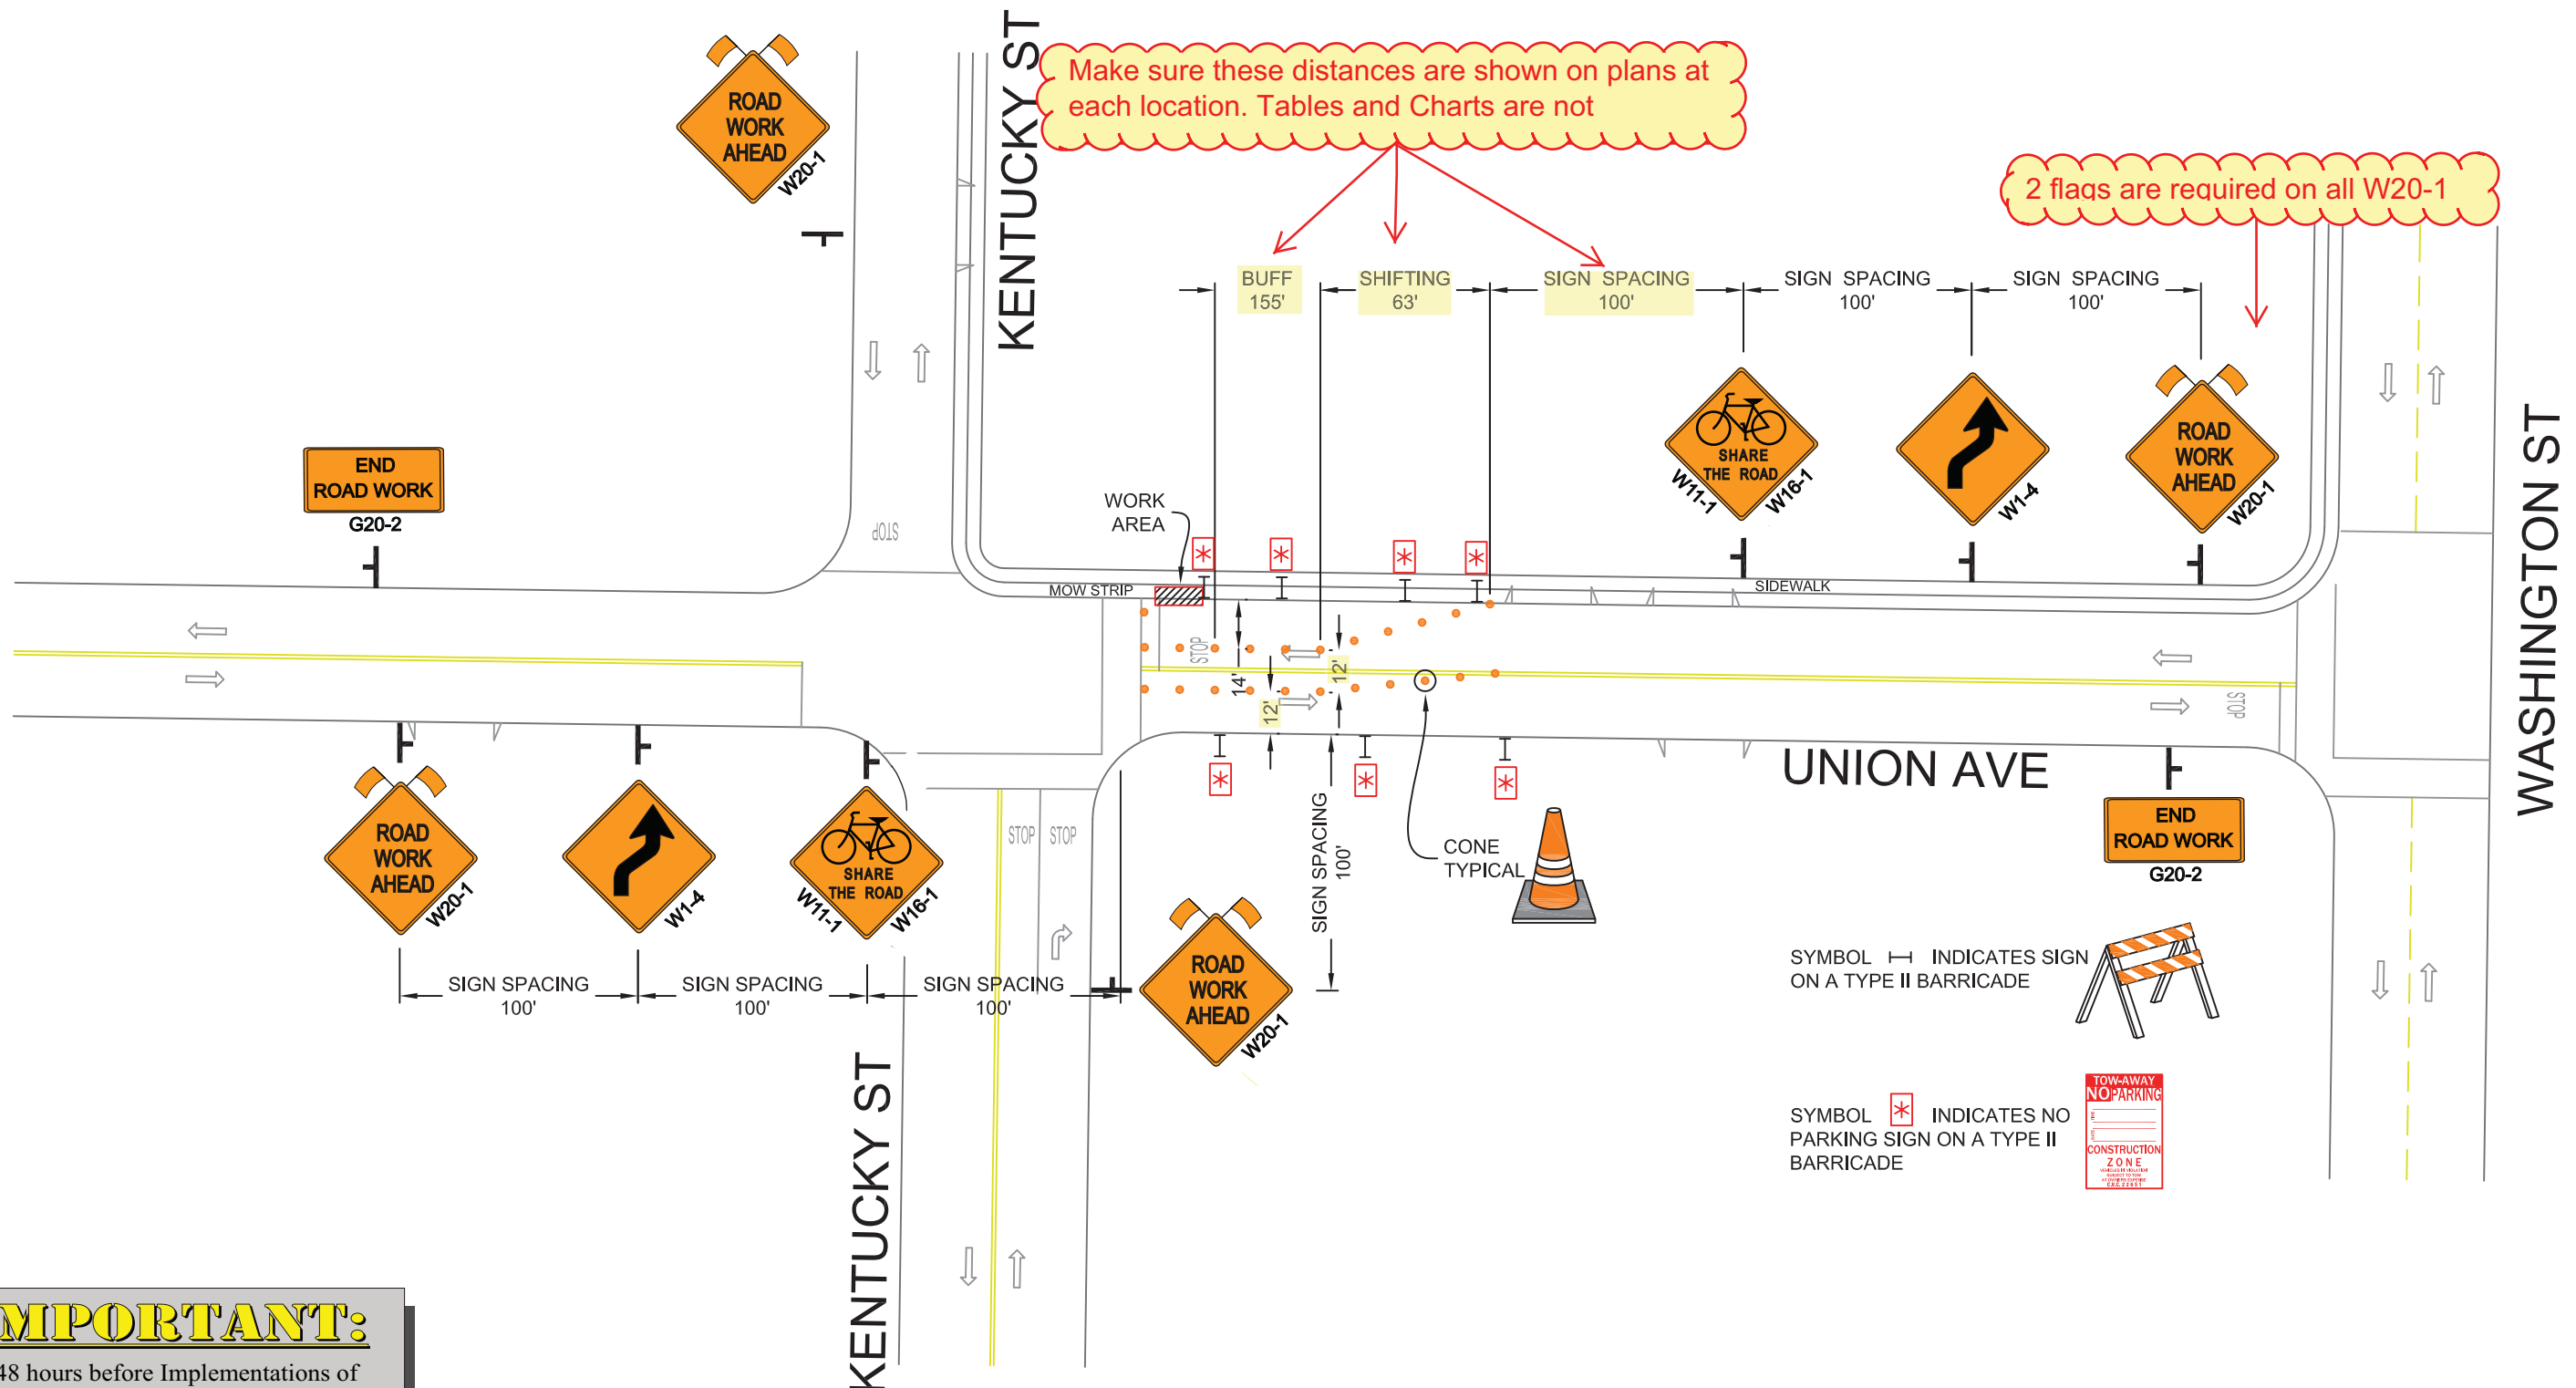 KENTUCKY ST
Make sure these distances are shown on plans at
each location. Tables and Charts are not
2 flags are required on all W20-1
ROAD
WORK
AHEAD
W20-1
BUFF
155'
SHIFTING
63'
SIGN SPACING
100'
SIGN SPACING
100'
SIGN SPACING
100'
END
ROAD WORK
G20-2
STOP
WORK
AREA
SHARE
THE ROAD
W11-1
W16-1
W1-4
ROAD
WORK
AHEAD
W20-1
WASHINGTON ST
MOW STRIP
SIDEWALK
STOP
14'
12'
12'
STOP
UNION AVE
ROAD
WORK
AHEAD
W20-1
W1-4
SHARE
THE ROAD
W11-1
W16-1
STOP
STOP
SIGN SPACING
100'
CONE
TYPICAL
END
ROAD WORK
G20-2
SIGN SPACING
100'
SIGN SPACING
100'
SIGN SPACING
100'
ROAD
WORK
AHEAD
W20-1
SYMBOL INDICATES SIGN
ON A TYPE II BARRICADE
KENTUCKY ST
SYMBOL * INDICATES NO
PARKING SIGN ON A TYPE II
BARRICADE
TOW-AWAY
NO PARKING
CONSTRUCTION
ZONE
MPORTANT:
48 hours before Implementations of